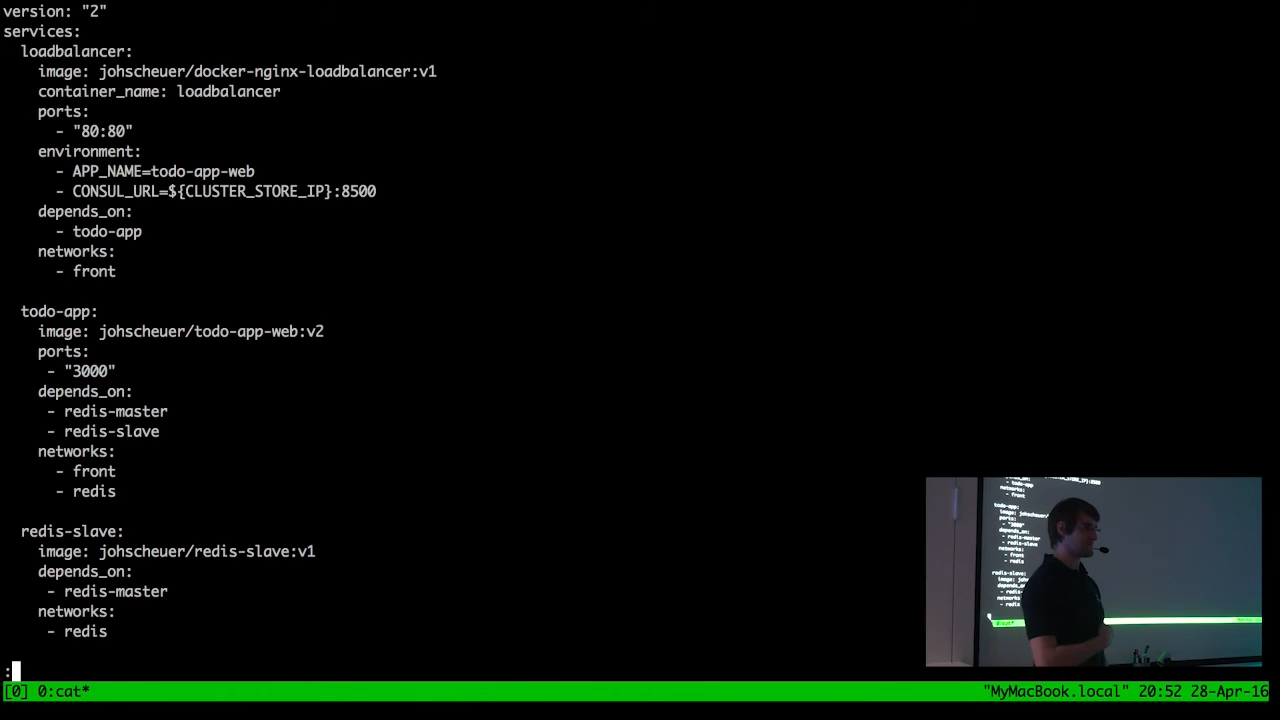 version: "2"
services:
  loadbalancer:
    image: johscheuer/docker-nginx-loadbalancer:v1
    container_name: loadbalancer
    ports:
      - "80:80"
    environment:
      - APP_NAME=todo-app-web
      - CONSUL_URL=${CLUSTER_STORE_IP}:8500
    depends_on:
      - todo-app
    networks:
      - front
  todo-app:
    image: johscheuer/todo-app-web:v2
    ports:
     - "3000"
    depends_on:
     - redis-master
     - redis-slave
    networks:
      - front
      - redis
  redis-slave:
    image: johscheuer/redis-slave:v1
    depends_on:
     - redis-master
    networks:
     - redis
:
[0] 0:cat* "MyMacBook.local" 20:52 28-Apr-16